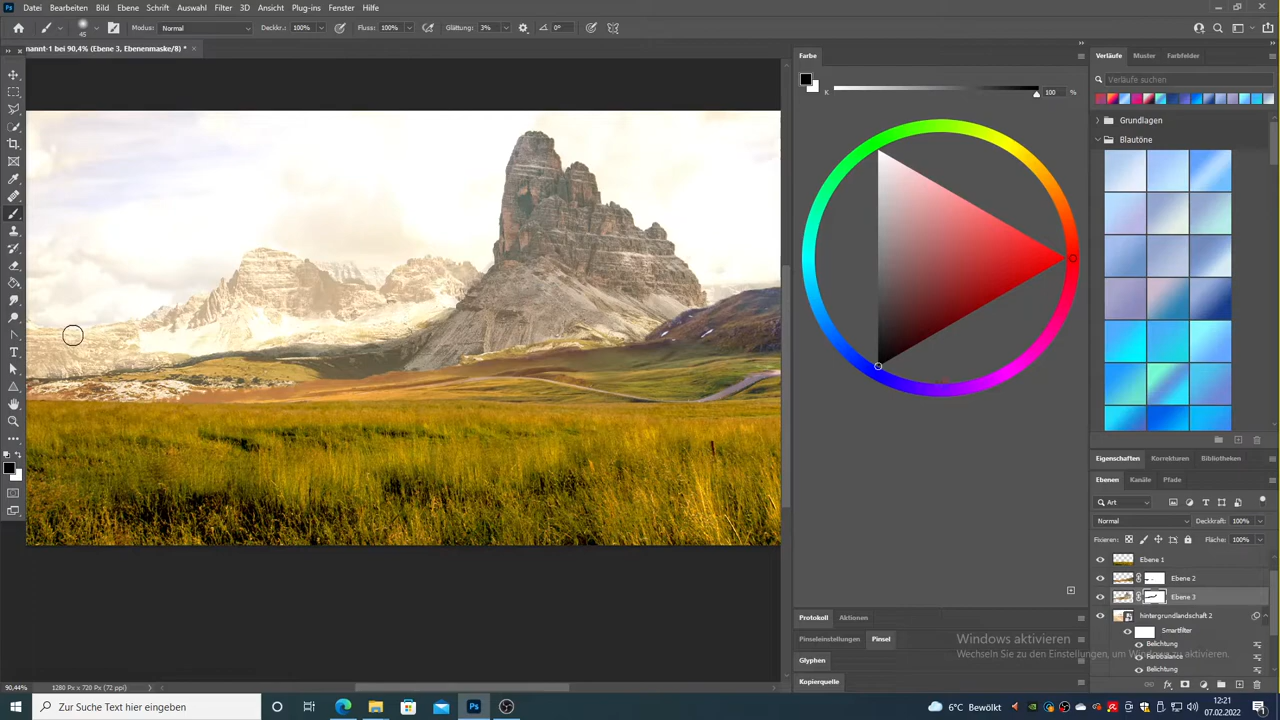 Datei Bearbeiten Bild Ebene Schrift Auswahl Filter 3D Ansicht Plug-ins Fenster Hilfe
45 Modus: Normal Deckkr.: 100% Fluss: 100% Glättung: 3% 0°
nannt-1 bei 90,4% (Ebene 3, Ebenenmaske/8) *
Farbe
K 100 %
Verläufe Muster Farbfelder
Verläufe suchen
Grundlagen
Blautöne
Eigenschaften Korrekturen Bibliotheken
Ebenen Kanäle Pfade
Art
Normal Deckkraft: 100%
Fixieren: Fläche: 100%
Ebene 1
Ebene 2
Ebene 3
hintergrundlandschaft 2
Smartfilter
Belichtung
Farbbalance
Belichtung
Protokoll Aktionen
Pinseleinstellungen Pinsel
Glyphen
Kopierquelle
Windows aktivieren
Wechseln Sie zu den Einstellungen, um Windows zu aktivieren.
90,44% 1280 Px x 720 Px (72 ppi)
Zur Suche Text hier eingeben
6°C Bewölkt
12:21
07.02.2022